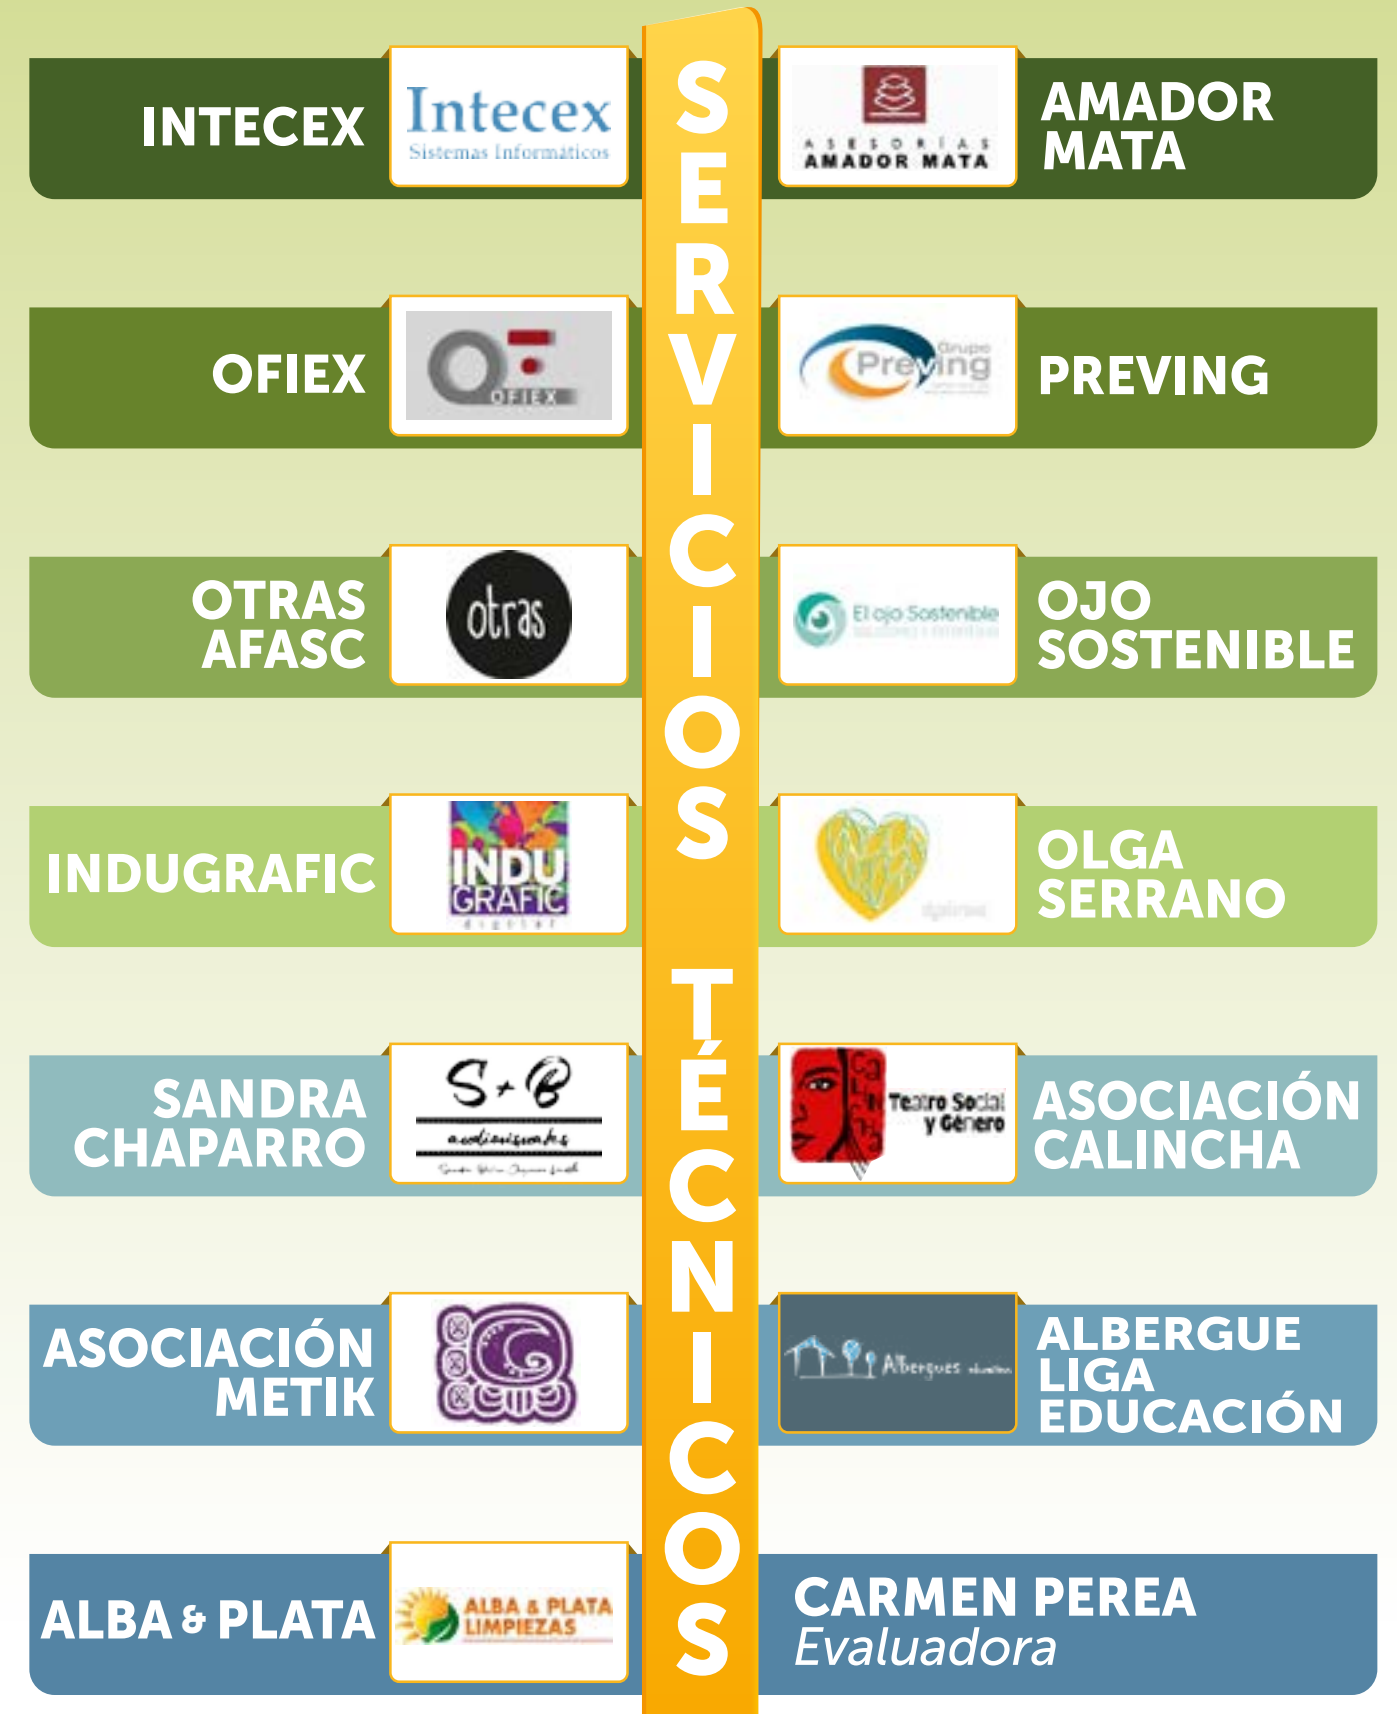 SERVICIOS TÉCNICOS
INTECEX
Intecex
Sistemas Informáticos
ASESORÍAS
AMADOR MATA
AMADOR
MATA
OFIEX
OFIEX
Grupo
Preving
PREVING
OTRAS
AFASC
otras
El ojo Sostenible
OJO
SOSTENIBLE
INDUGRAFIC
INDU
GRAFIC
digital
OLGA
SERRANO
SANDRA
CHAPARRO
S+B
audiovisuales
Teatro Social
y Género
ASOCIACIÓN
CALINCHA
ASOCIACIÓN
METIK
Albergues
ALBERGUE
LIGA
EDUCACIÓN
ALBA & PLATA
ALBA & PLATA
LIMPIEZAS
CARMEN PEREA
Evaluadora